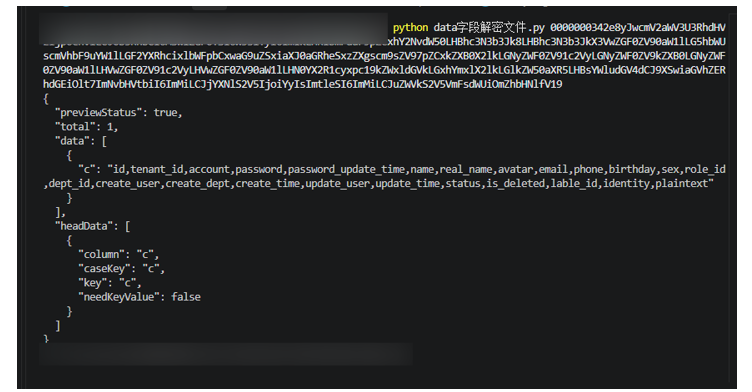 python data字段解密文件.py 0000000342e8yJwcmV2aWV3U3RhdHV
scmVhbF9uYW1lLGF2YXRhcixlbWFpbCxwaG9uZSxiaXJ0aGRheSxzZXgscm9sZV9pZCxkZXB0X2lkLGNyZWF0ZV91c2VyLGNyZWF0ZV9kZXB0LGNyZWF
0ZV90aW1lLHVwZGF0ZV91c2VyLHVwZGF0ZV90aW1lLHN0YXR1cyxpc19kZWxldGVkLGxhYmxlX2lkLGlkZW50aXR5LHBsYWludGV4dCJ9XSwiaGVhZER
hdGEiOlt7ImNvbHVtbiI6ImMiLCJjYXNlS2V5IjoiYyIsImtleSI6ImMiLCJuZWVkS2V5VmFsdWUiOmZhbHNlfV19
{
"previewStatus": true,
"total": 1,
"data": [
{
"c": "id,tenant_id,account,password,password_update_time,name,real_name,avatar,email,phone,birthday,sex,role_id
,dept_id,create_user,create_dept,create_time,update_user,update_time,status,is_deleted,lable_id,identity,plaintext"
}
],
"headData": [
{
"column": "c",
"caseKey": "c",
"key": "c",
"needKeyValue": false
}
]
}